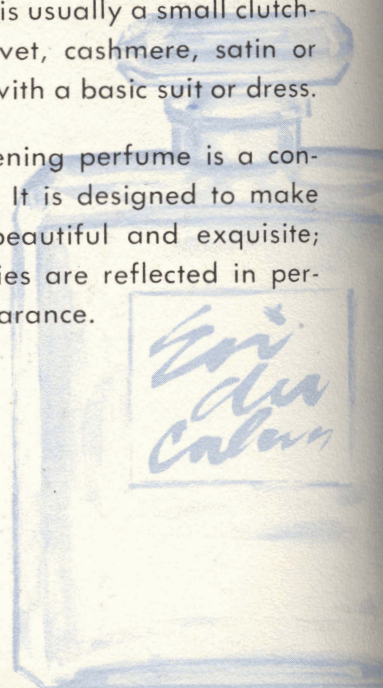 is usually a small clutch-
vet, cashmere, satin or
with a basic suit or dress.
ening perfume is a con-
It is designed to make
beautiful and exquisite;
ies are reflected in per-
arance.